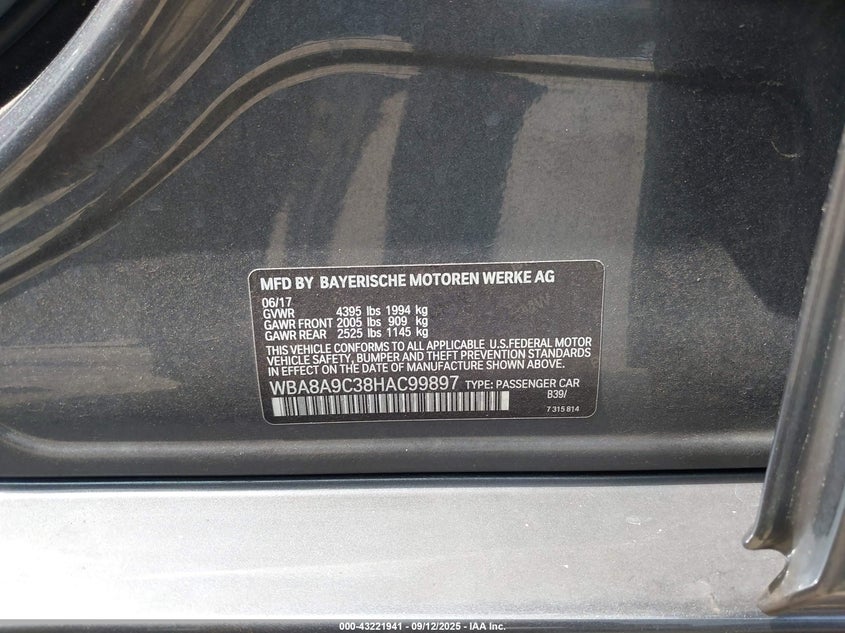 MFD BY BAYERISCHE MOTOREN WERKE AG
06/17
GVWR 4395 lbs 1994 kg
GAWR FRONT 2005 lbs 909 kg
GAWR REAR 2525 lbs 1145 kg
THIS VEHICLE CONFORMS TO ALL APPLICABLE U.S.FEDERAL MOTOR
VEHICLE SAFETY, BUMPER AND THEFT PREVENTION STANDARDS
IN EFFECT ON THE DATE OF MANUFACTURE SHOWN ABOVE.
WBA8A9C38HAC99897 TYPE: PASSENGER CAR
B39/
7 315 814
000-43221941 - 09/12/2025 - IAA Inc.